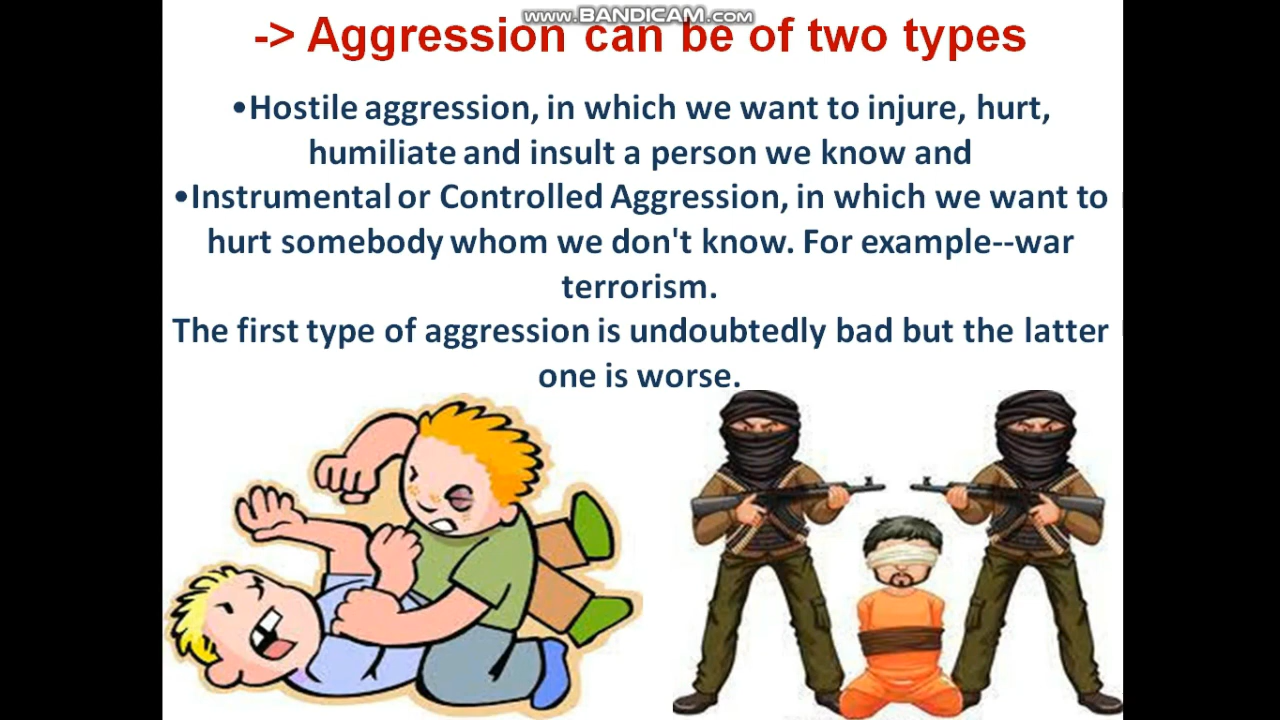 www.BANDICAM.com
-> Aggression can be of two types
•Hostile aggression, in which we want to injure, hurt,
humiliate and insult a person we know and
•Instrumental or Controlled Aggression, in which we want to
hurt somebody whom we don't know. For example--war
terrorism.
The first type of aggression is undoubtedly bad but the latter
one is worse.